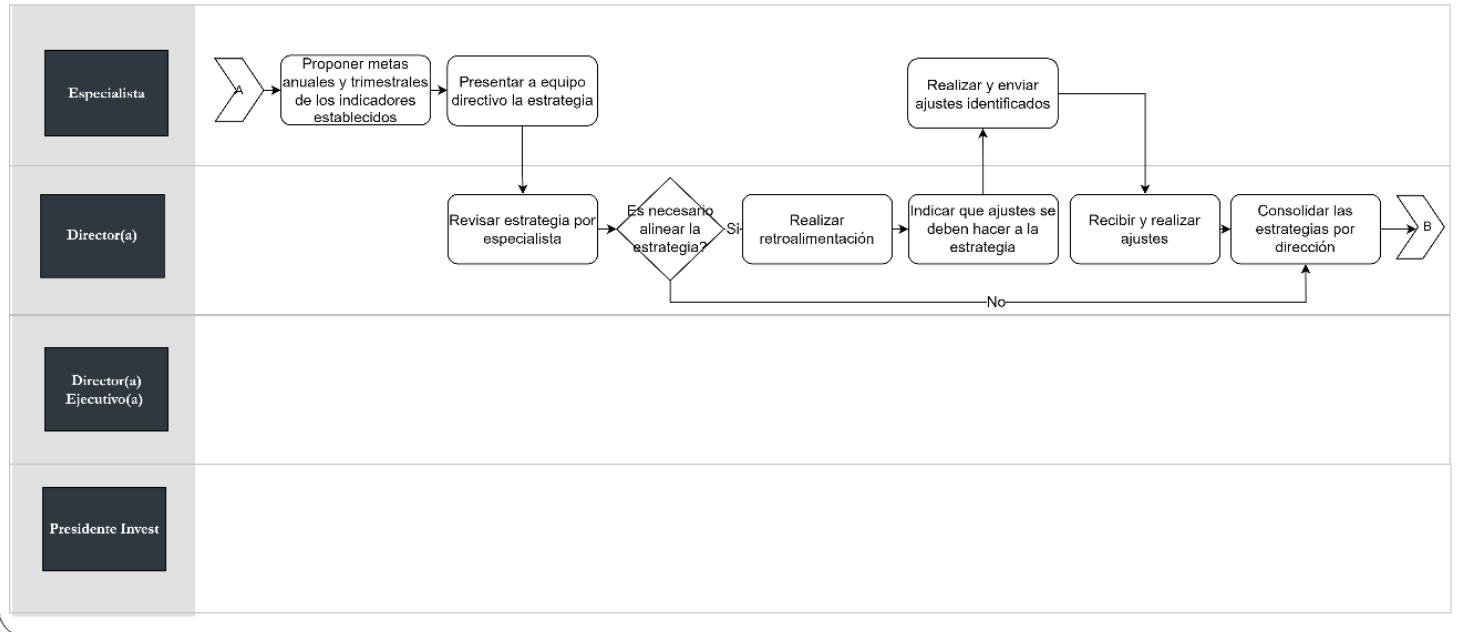 Especialista
A
Proponer metas
anuales y trimestrales
de los indicadores
establecidos
Presentar a equipo
directivo la estrategia
Realizar y enviar
ajustes identificados
Director(a)
Revisar estrategia por
especialista
Es necesario
alinear la
estrategia?
Si
Realizar
retroalimentación
Indicar que ajustes se
deben hacer a la
estrategia
Recibir y realizar
ajustes
Consolidar las
estrategias por
dirección
B
No
Director(a)
Ejecutivo(a)
Presidente Invest